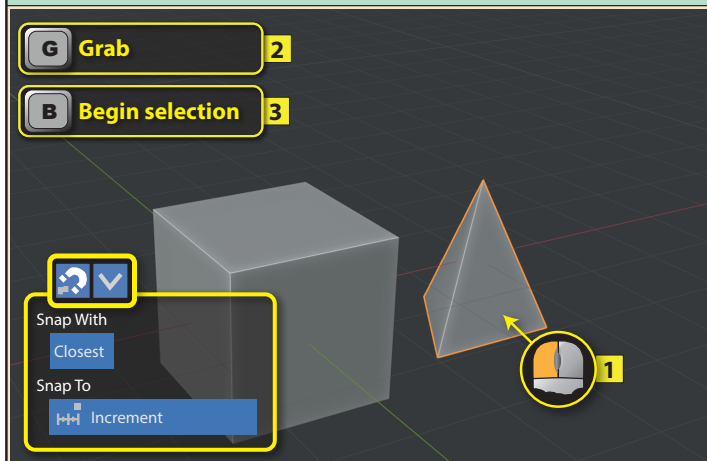 G Grab 2
B Begin selection 3
Snap With
Closest
Snap To
Increment
1